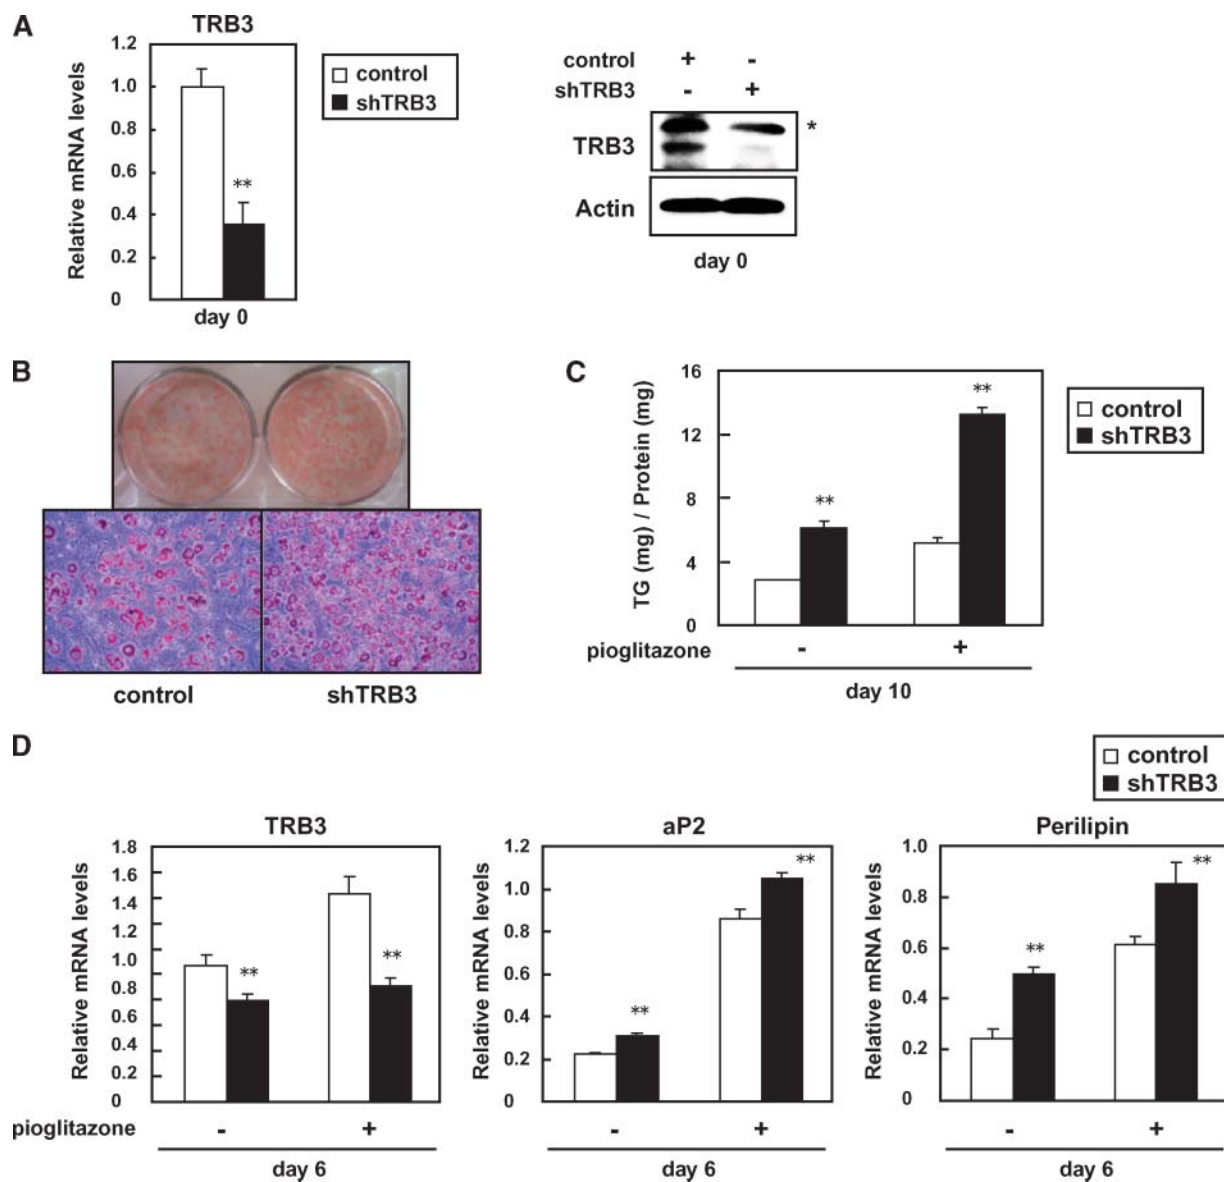 A
TRB3
Relative mRNA levels
1.2
1.0
0.8
0.6
0.4
0.2
0
**
day 0
control
shTRB3
control + -
shTRB3 - +
TRB3
*
Actin
day 0
B
control
shTRB3
C
TG (mg) / Protein (mg)
16
12
8
4
0
**
**
control
shTRB3
pioglitazone - +
day 10
D
control
shTRB3
TRB3
Relative mRNA levels
1.8
1.6
1.4
1.2
1.0
0.8
0.6
0.4
0.2
0
**
**
pioglitazone - +
day 6
aP2
Relative mRNA levels
1.2
1.0
0.8
0.6
0.4
0.2
0
**
**
- +
day 6
Perilipin
Relative mRNA levels
1.0
0.8
0.6
0.4
0.2
0
**
**
- +
day 6